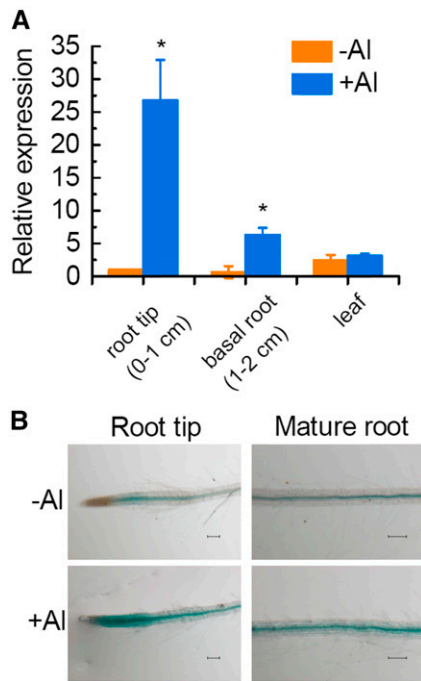 A
Relative expression
35
30
25
20
15
10
5
0
*
*
-Al
+Al
root tip
(0-1 cm)
basal root
(1-2 cm)
leaf
B
Root tip
Mature root
-Al
+Al